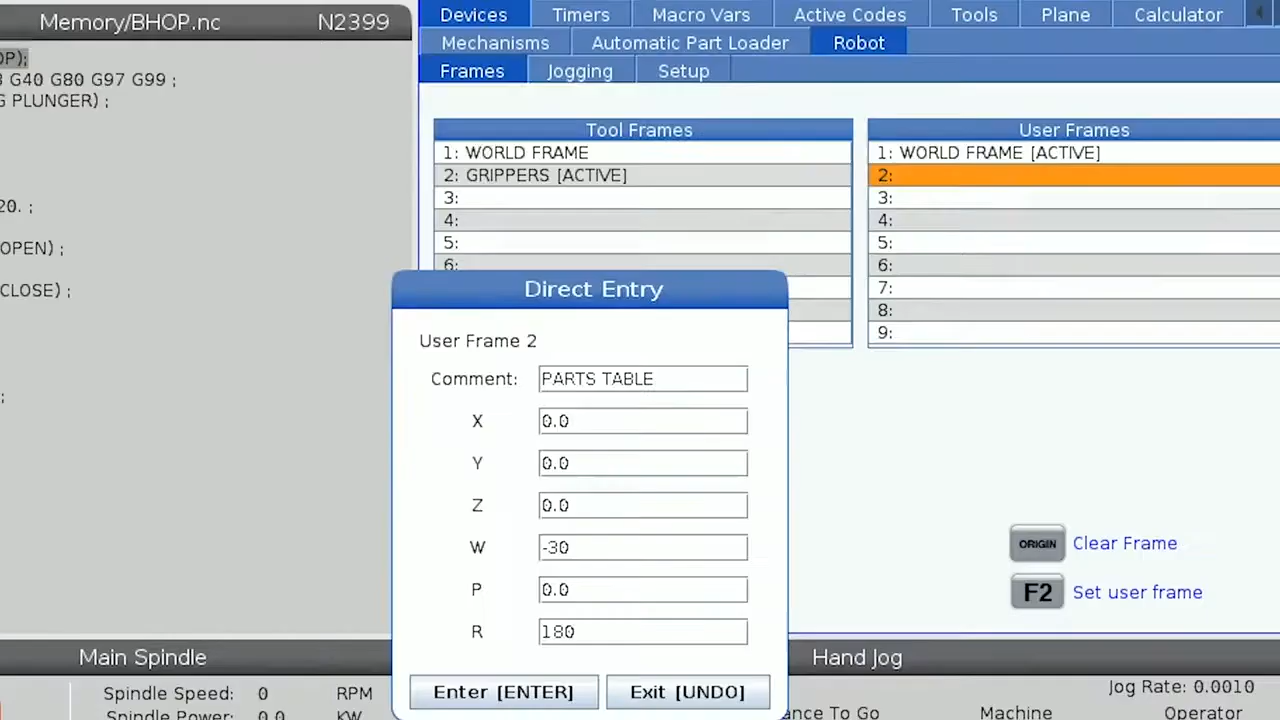 Memory/BHOP.nc N2399
OP);
G40 G80 G97 G99 ;
G PLUNGER) ;
20. ;
OPEN) ;
CLOSE) ;
;
Devices Timers Macro Vars Active Codes Tools Plane Calculator
Mechanisms Automatic Part Loader Robot
Frames Jogging Setup
Tool Frames
1: WORLD FRAME
2: GRIPPERS [ACTIVE]
3:
4:
5:
6:
User Frames
1: WORLD FRAME [ACTIVE]
2:
3:
4:
5:
6:
7:
8:
9:
Direct Entry
User Frame 2
Comment: PARTS TABLE
X 0.0
Y 0.0
Z 0.0
W -30
P 0.0
R 180
Enter [ENTER] Exit [UNDO]
ORIGIN Clear Frame
F2 Set user frame
Main Spindle
Spindle Speed: 0 RPM
Spindle Power: 0.0 KW
Hand Jog
Jog Rate: 0.0010
ance To Go Machine Operator